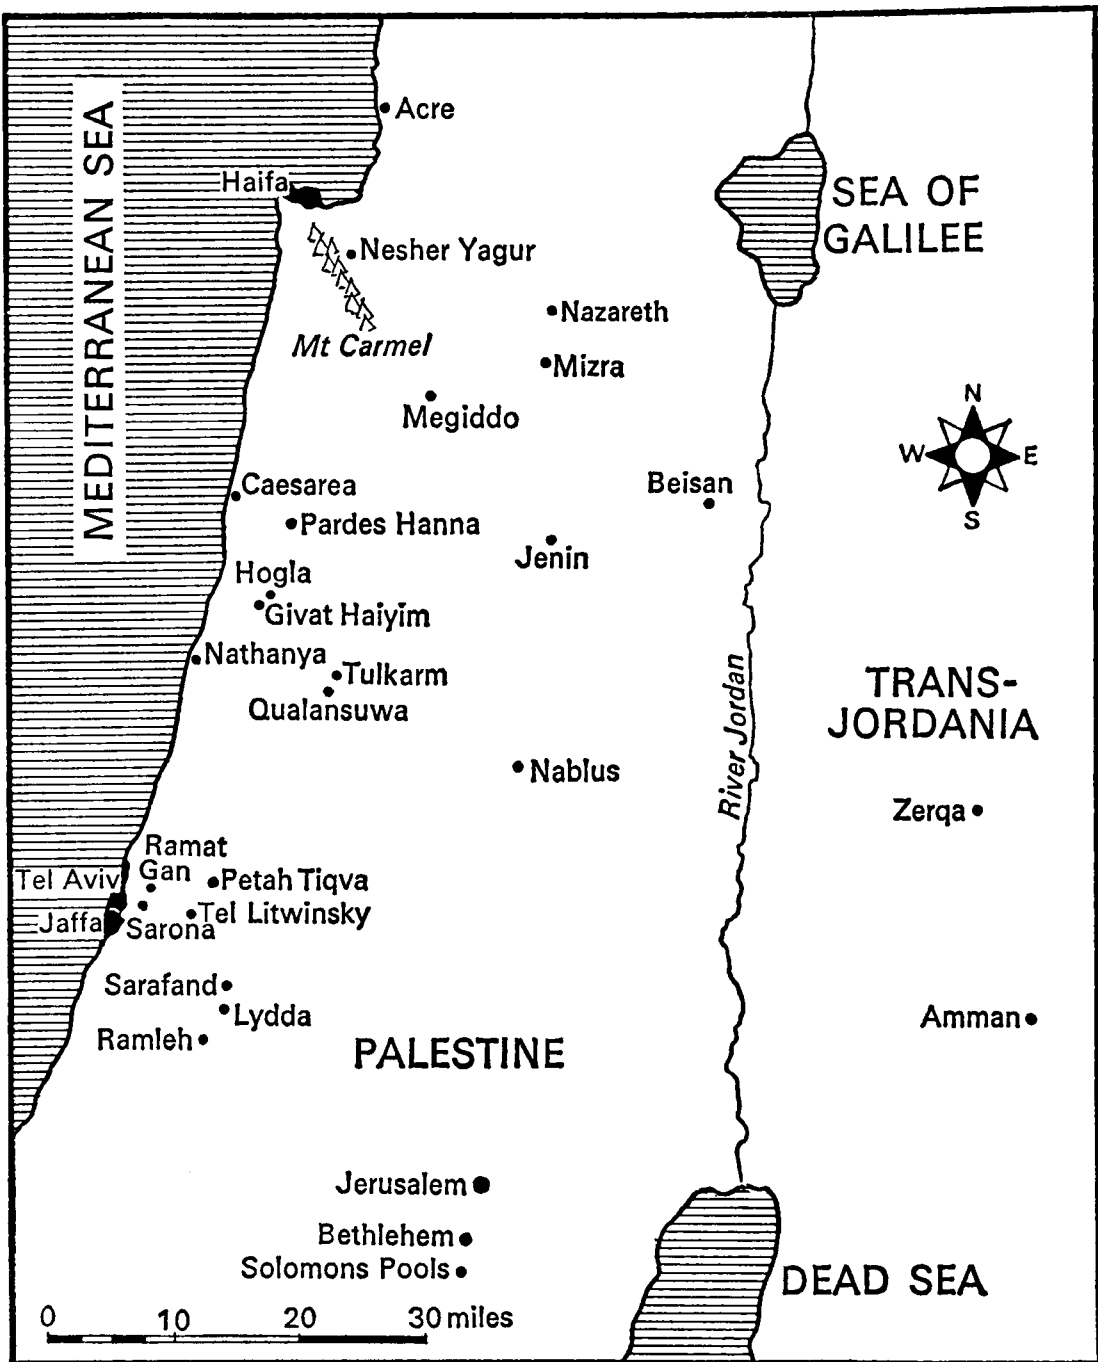 MEDITERRANEAN SEA
Acre
Haifa
SEA OF
GALILEE
Nesher Yagur
Nazareth
Mt Carmel
Mizra
Megiddo
N
W
E
S
Caesarea
Beisan
Pardes Hanna
Jenin
Hogla
Givat Haiyim
Nathanya
Tulkarm
Qualansuwa
River Jordan
TRANS-
JORDANIA
Nablus
Zerqa
Ramat
Gan
Tel Aviv
Petah Tiqva
Jaffa
Sarona
Tel Litwinsky
Sarafand
Lydda
Ramleh
PALESTINE
Amman
Jerusalem
Bethlehem
Solomons Pools
DEAD SEA
0 10 20 30 miles